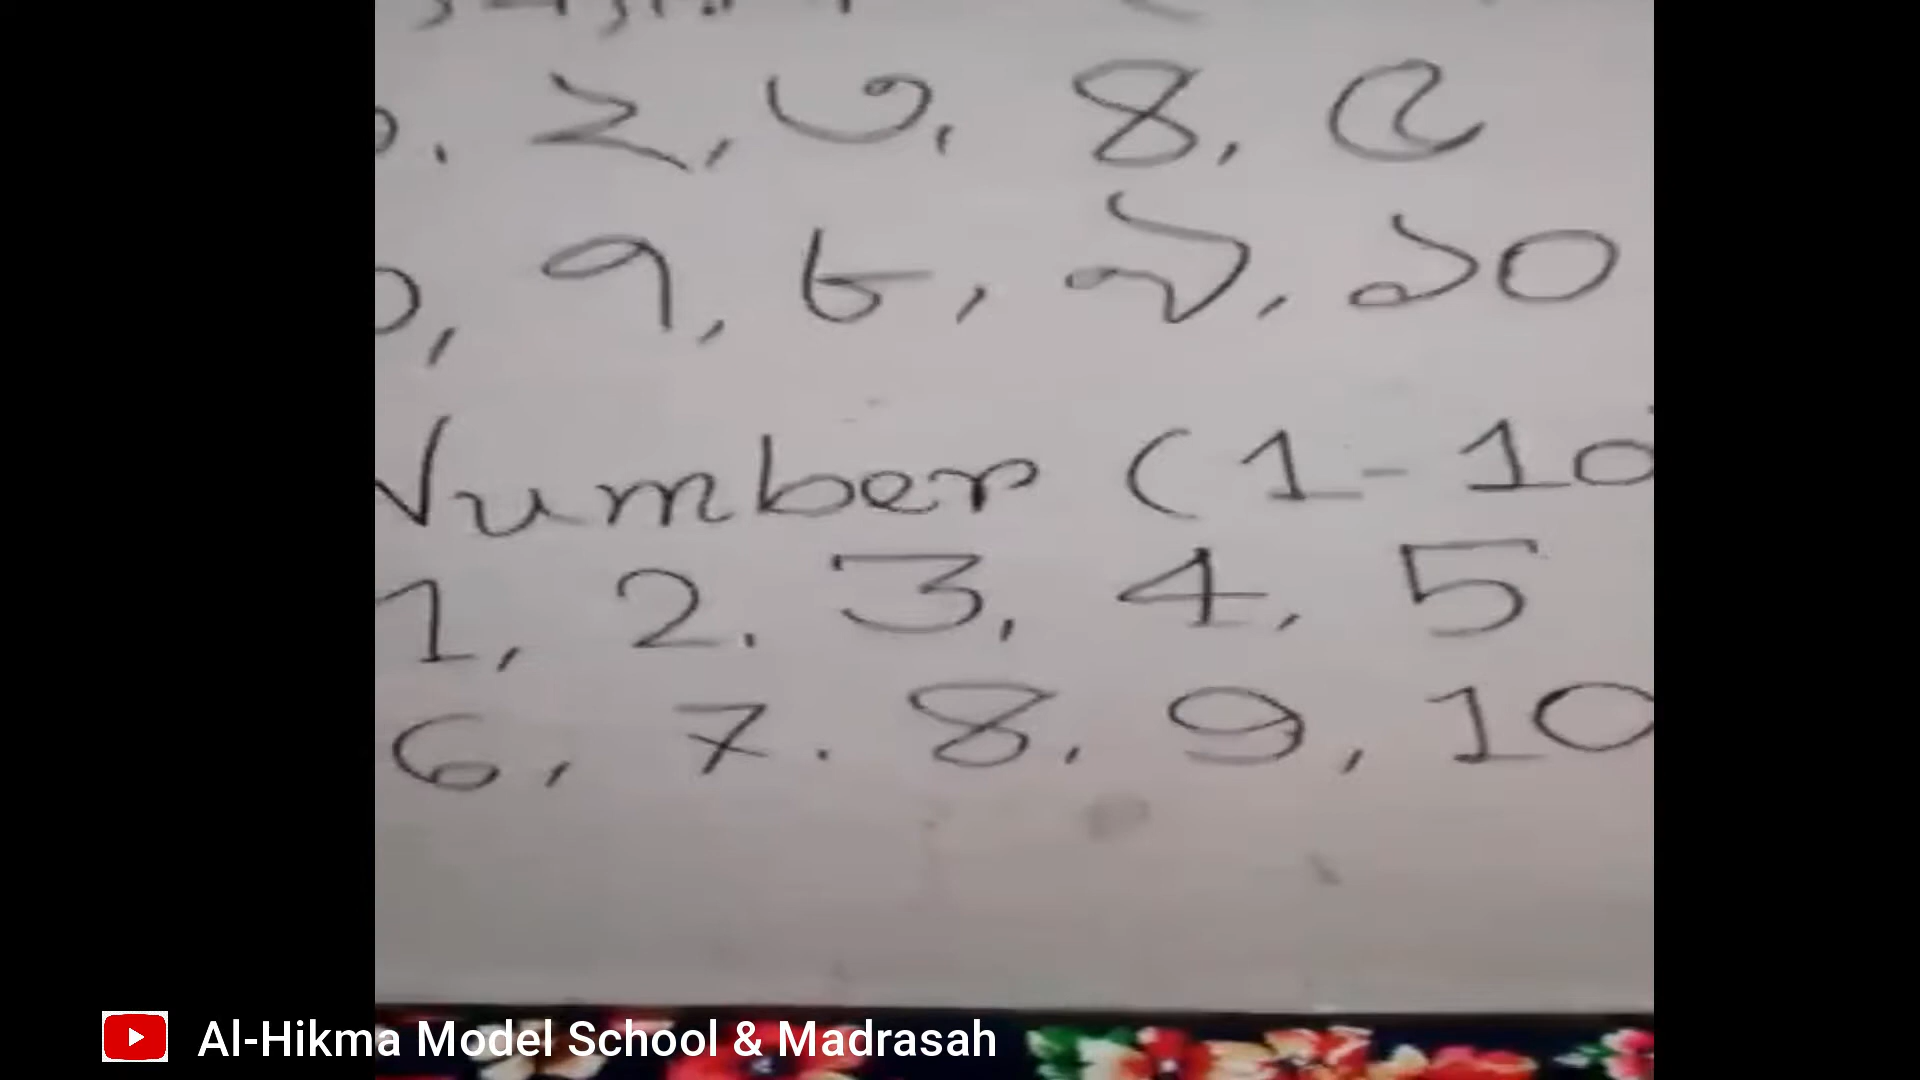 ২, ৩, ৪, ৫
৭, ৮, ৯, ১০
Number (1-10
1, 2, 3, 4, 5
6, 7, 8, 9, 10
Al-Hikma Model School & Madrasah